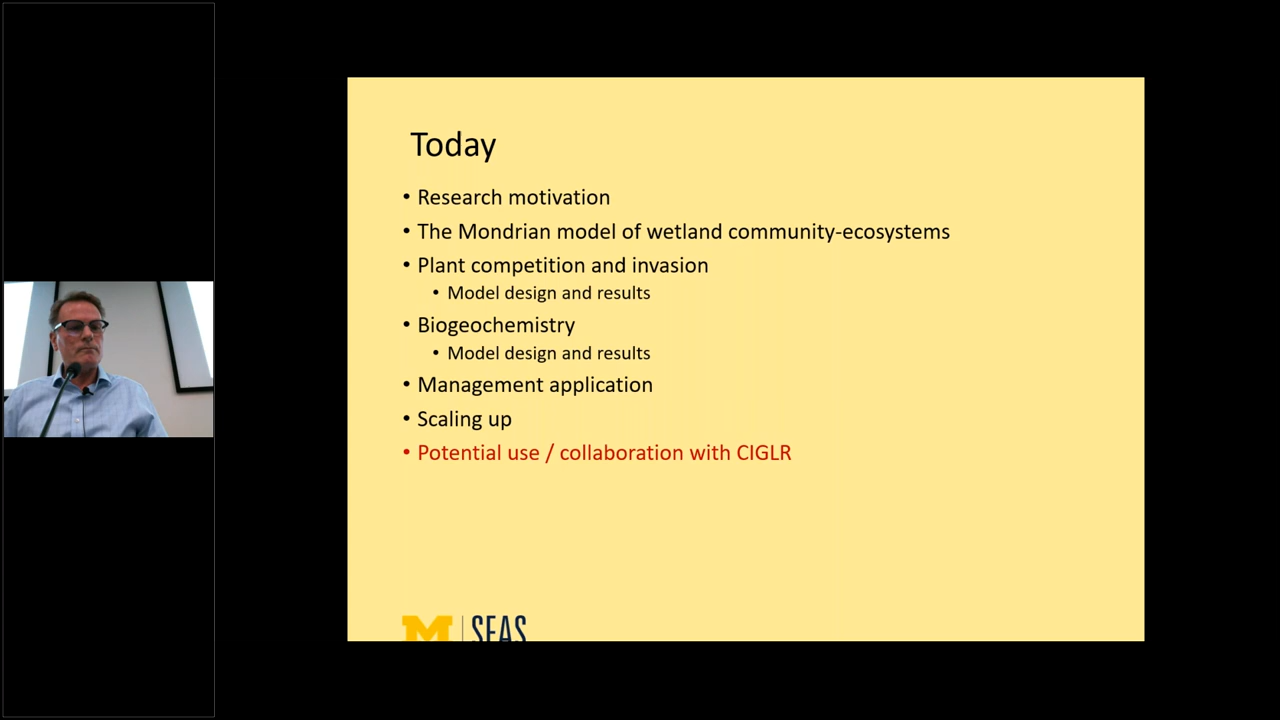 Today
• Research motivation
• The Mondrian model of wetland community-ecosystems
• Plant competition and invasion
• Model design and results
• Biogeochemistry
• Model design and results
• Management application
• Scaling up
• Potential use / collaboration with CIGLR
M | SEAS